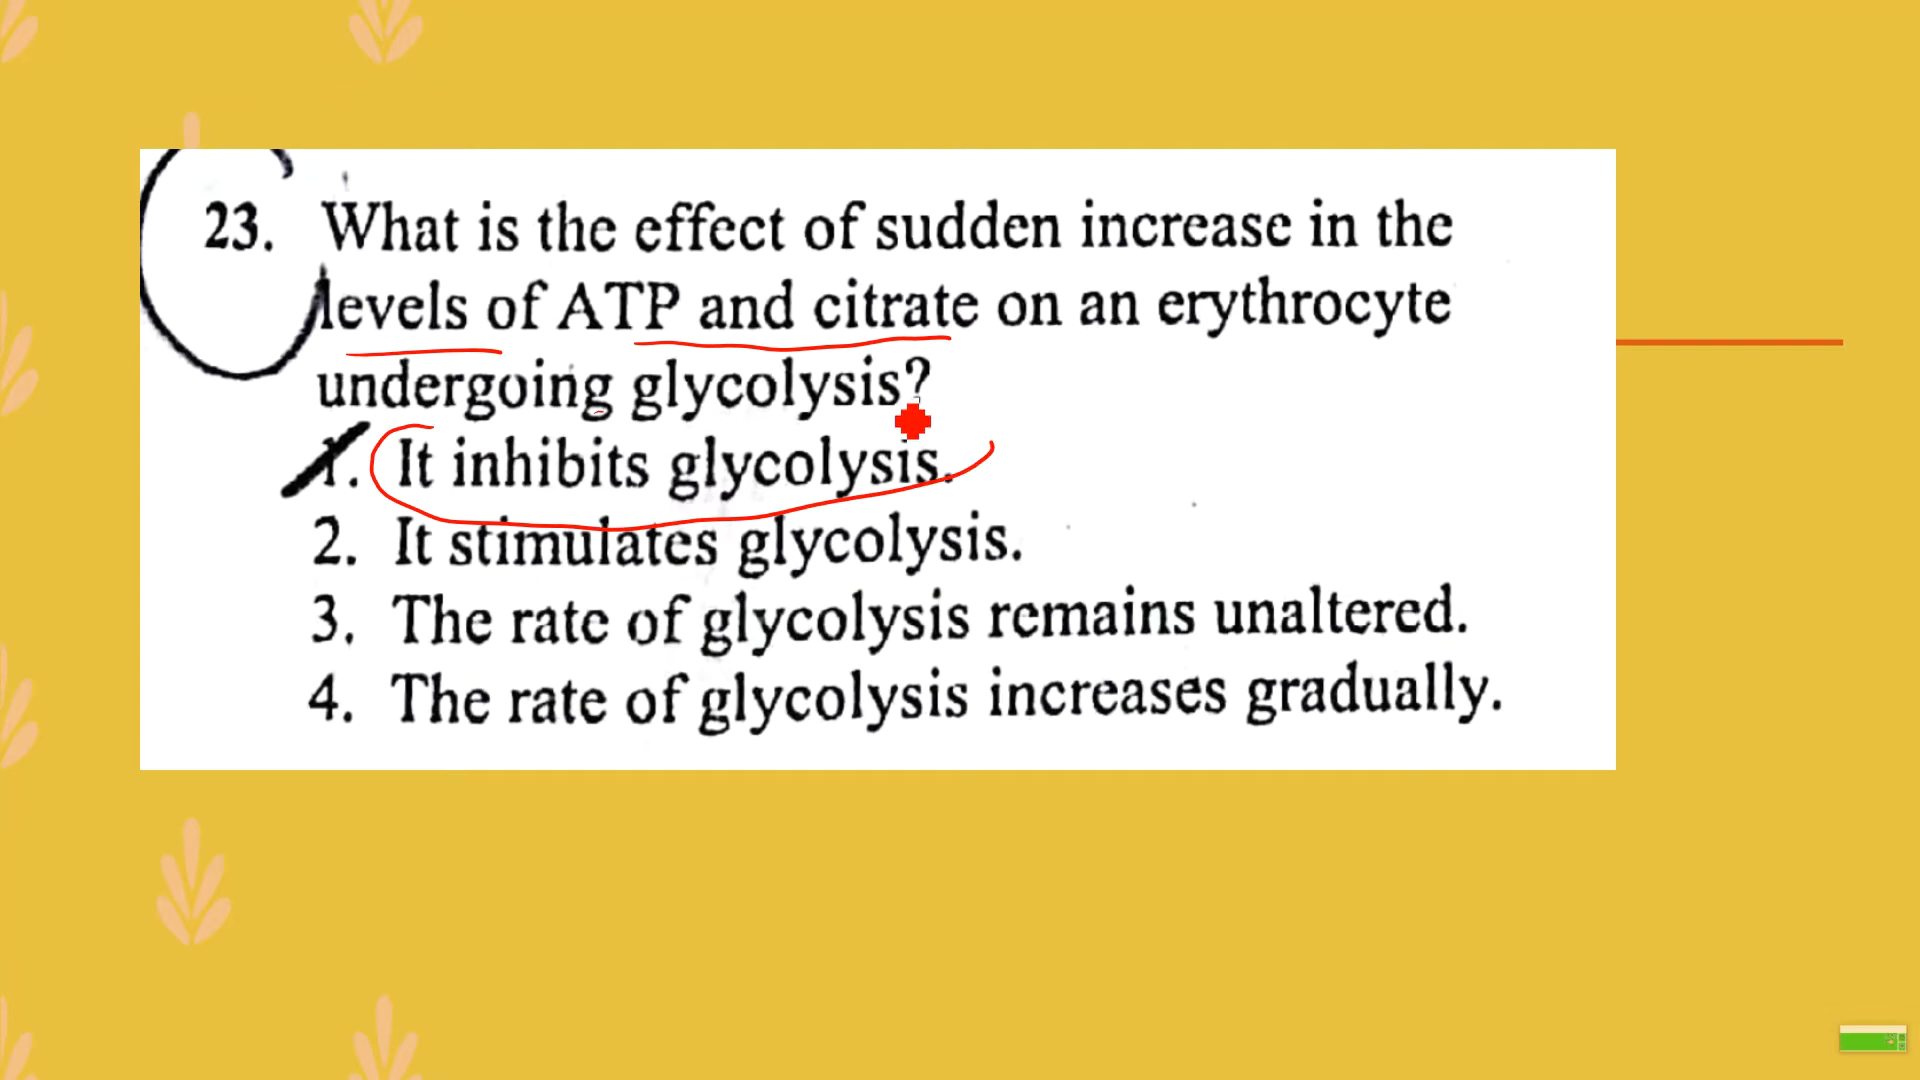 23. What is the effect of sudden increase in the
levels of ATP and citrate on an erythrocyte
undergoing glycolysis?
1. It inhibits glycolysis.
2. It stimulates glycolysis.
3. The rate of glycolysis remains unaltered.
4. The rate of glycolysis increases gradually.